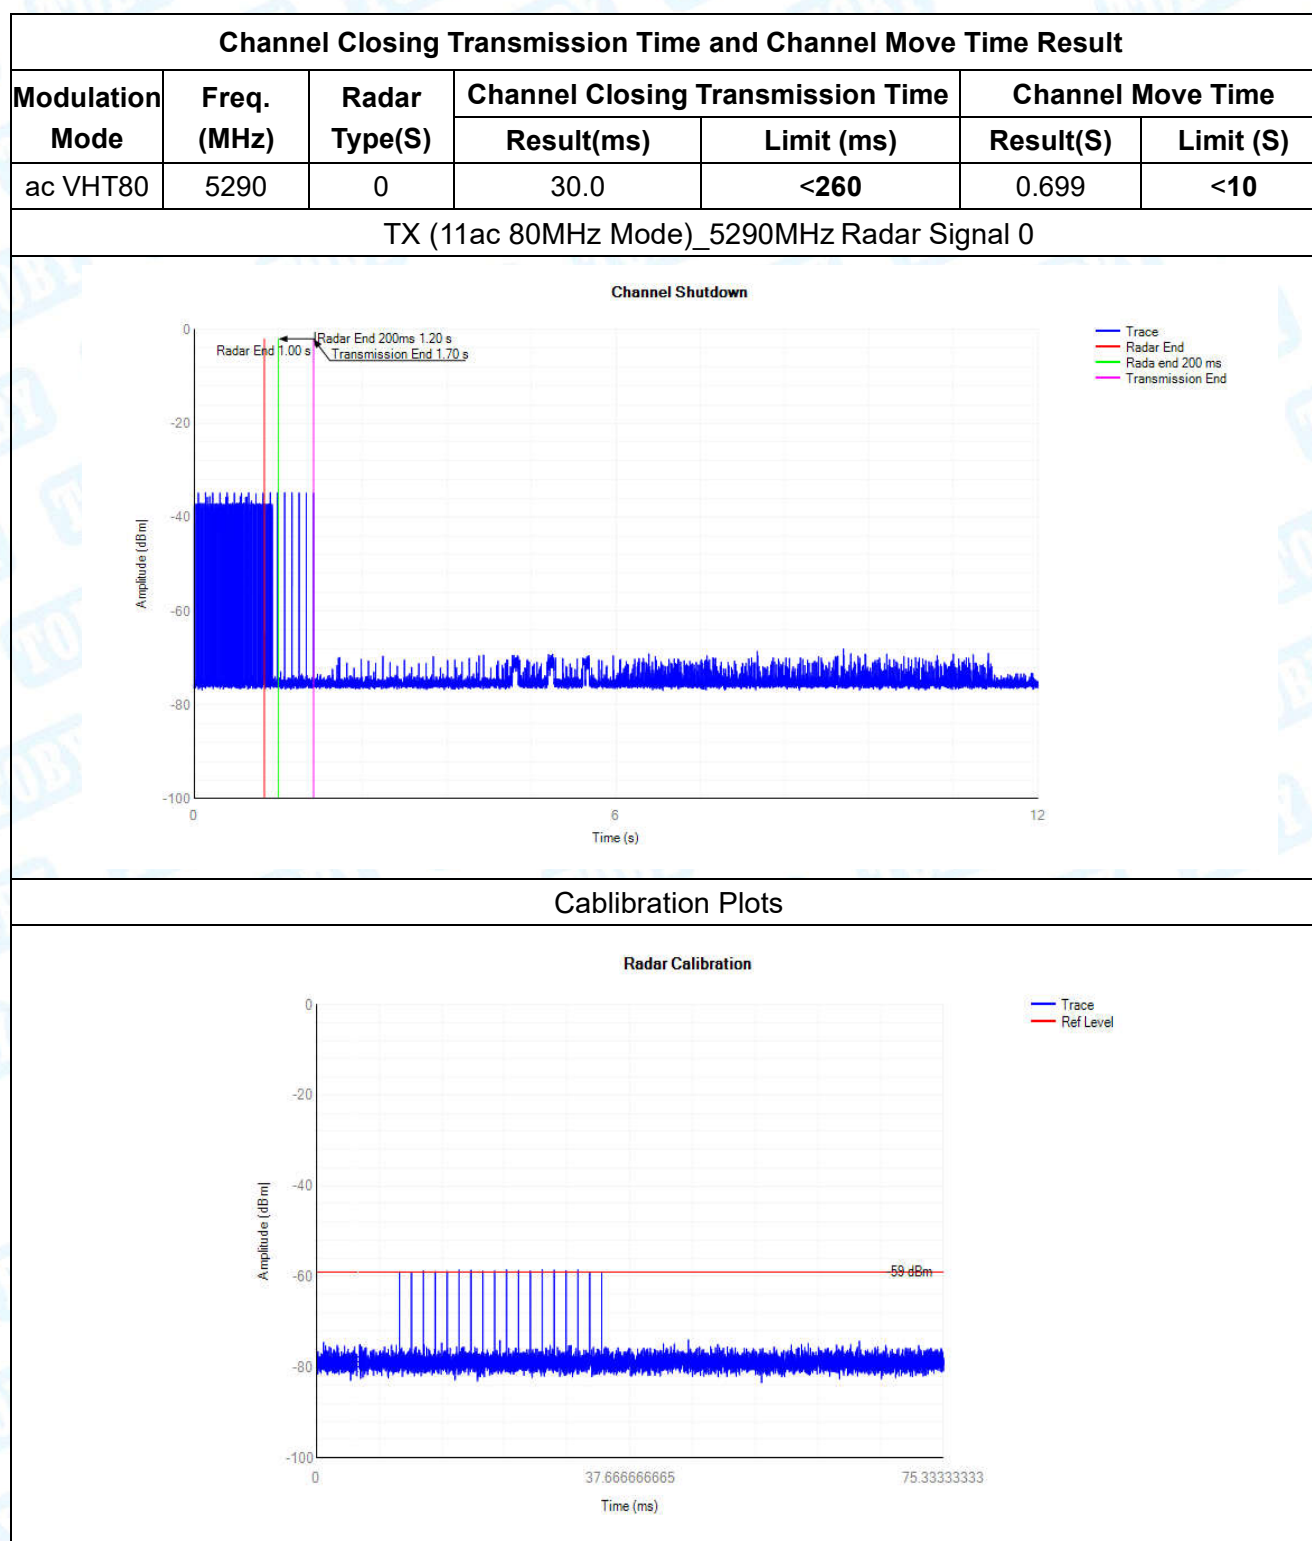 Channel Closing Transmission Time and Channel Move Time Result
Modulation Mode Freq. (MHz) Radar Type(S) Channel Closing Transmission Time Channel Move Time
Result(ms) Limit (ms) Result(S) Limit (S)
ac VHT80 5290 0 30.0 <260 0.699 <10
TX (11ac 80MHz Mode)_5290MHz Radar Signal 0
Channel Shutdown
Radar End 200ms 1.20 s
Radar End 1.00 s
Transmission End 1.70 s
Trace
Radar End
Rada end 200 ms
Transmission End
0
-20
-40
-60
-80
-100
Amplitude [dBm]
0 6 12
Time (s)
Cablibration Plots
Radar Calibration
Trace
Ref Level
0
-20
-40
-60
-80
-100
Amplitude [dBm]
-59 dBm
0 37.666666665 75.33333333
Time (ms)
TOBY